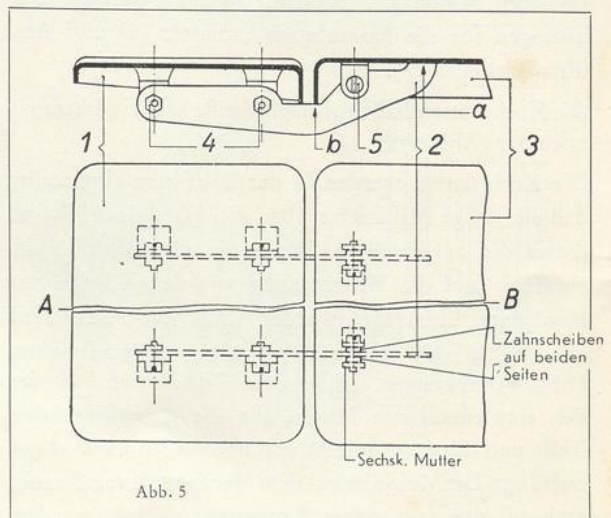 a
1
4
b
5
2
3
A
B
Zahnscheiben
auf beiden
Seiten
Sechsk. Mutter
Abb. 5